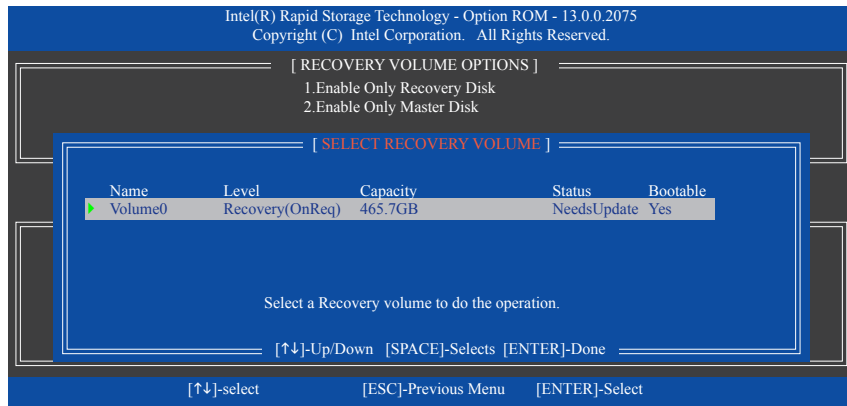 Intel(R) Rapid Storage Technology - Option ROM - 13.0.0.2075
Copyright (C) Intel Corporation. All Rights Reserved.
[ RECOVERY VOLUME OPTIONS ]
1.Enable Only Recovery Disk
2.Enable Only Master Disk
[ SELECT RECOVERY VOLUME ]
Name Level Capacity Status Bootable
Volume0 Recovery(OnReq) 465.7GB NeedsUpdate Yes
Select a Recovery volume to do the operation.
[↑↓]-Up/Down [SPACE]-Selects [ENTER]-Done
[↑↓]-select [ESC]-Previous Menu [ENTER]-Select